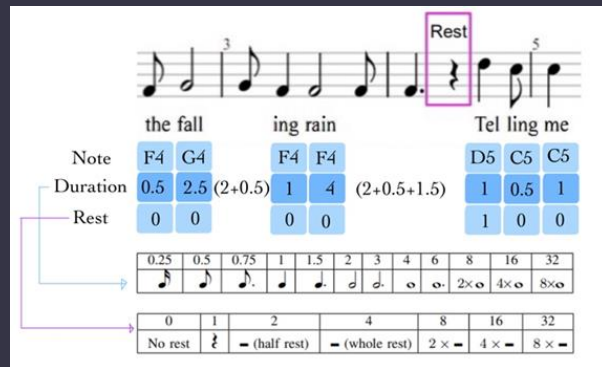 Rest
3 5
the fall ing rain Tel ling me
Note F4 G4 F4 F4 D5 C5 C5
Duration 0.5 2.5 (2+0.5) 1 4 (2+0.5+1.5) 1 0.5 1
Rest 0 0 0 0 1 0 0
0.25 0.5 0.75 1 1.5 2 3 4 6 8 16 32
2× 4× 8×
0 1 2 4 8 16 32
No rest (half rest) (whole rest) 2 × 4 × 8 ×